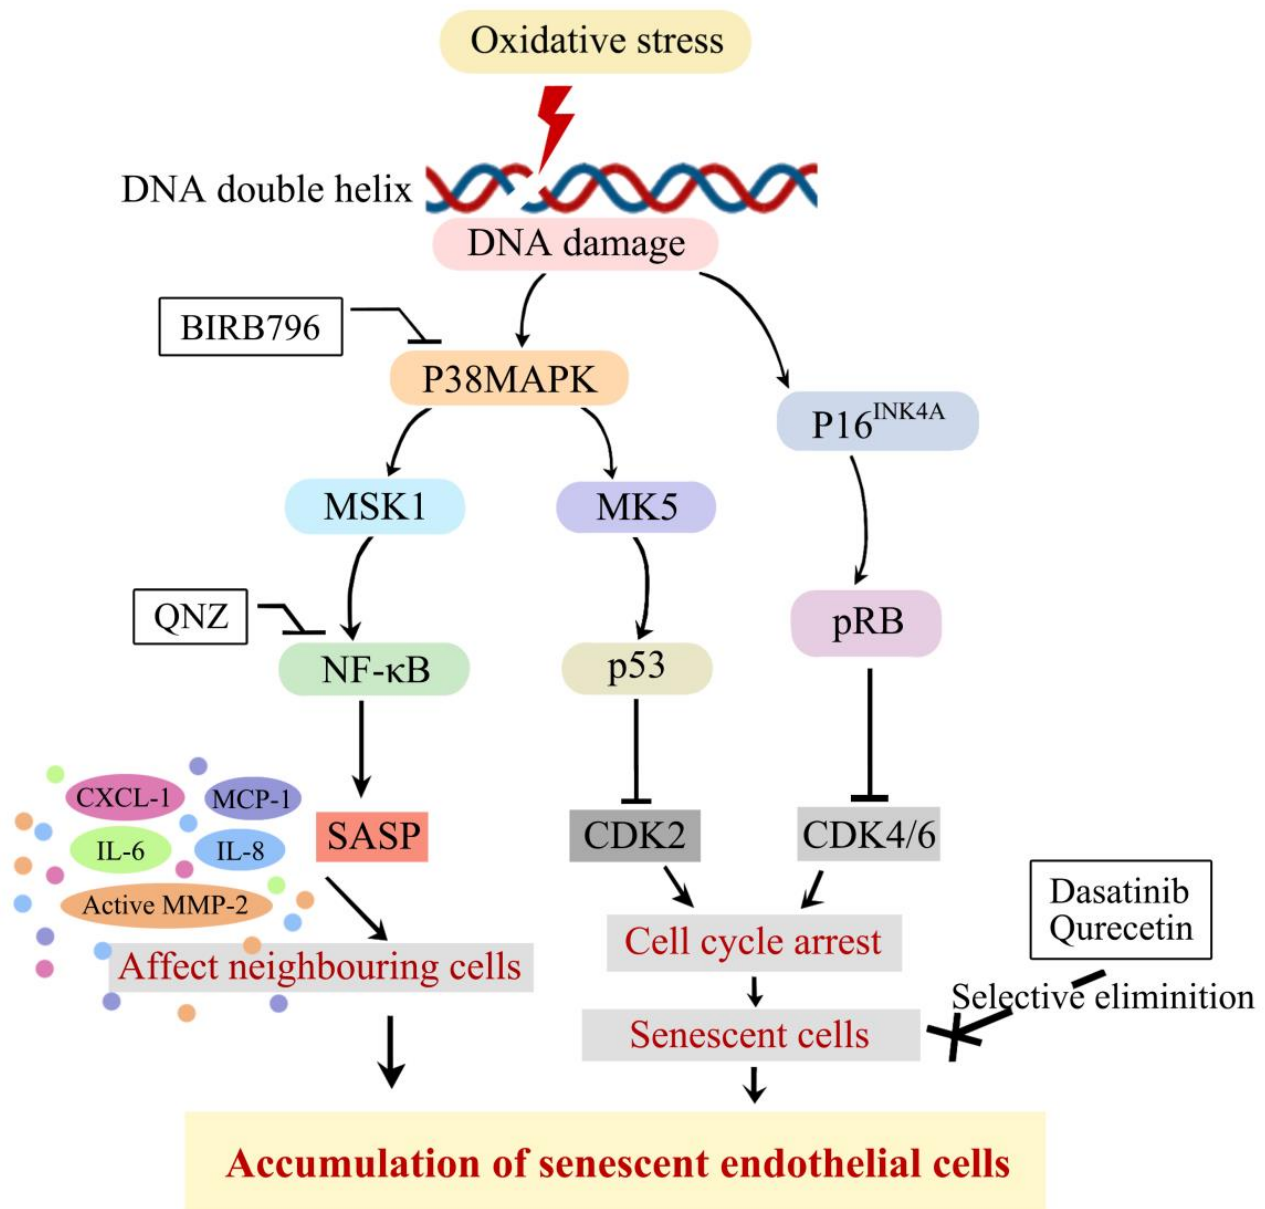 Oxidative stress
DNA double helix
DNA damage
BIRB796
P38MAPK
P16INK4A
MSK1
MK5
QNZ
pRB
NF-κB
p53
CXCL-1
MCP-1
IL-6
IL-8
Active MMP-2
SASP
CDK2
CDK4/6
Dasatinib
Qurecetin
Cell cycle arrest
Affect neighbouring cells
Selective eliminition
Senescent cells
Accumulation of senescent endothelial cells